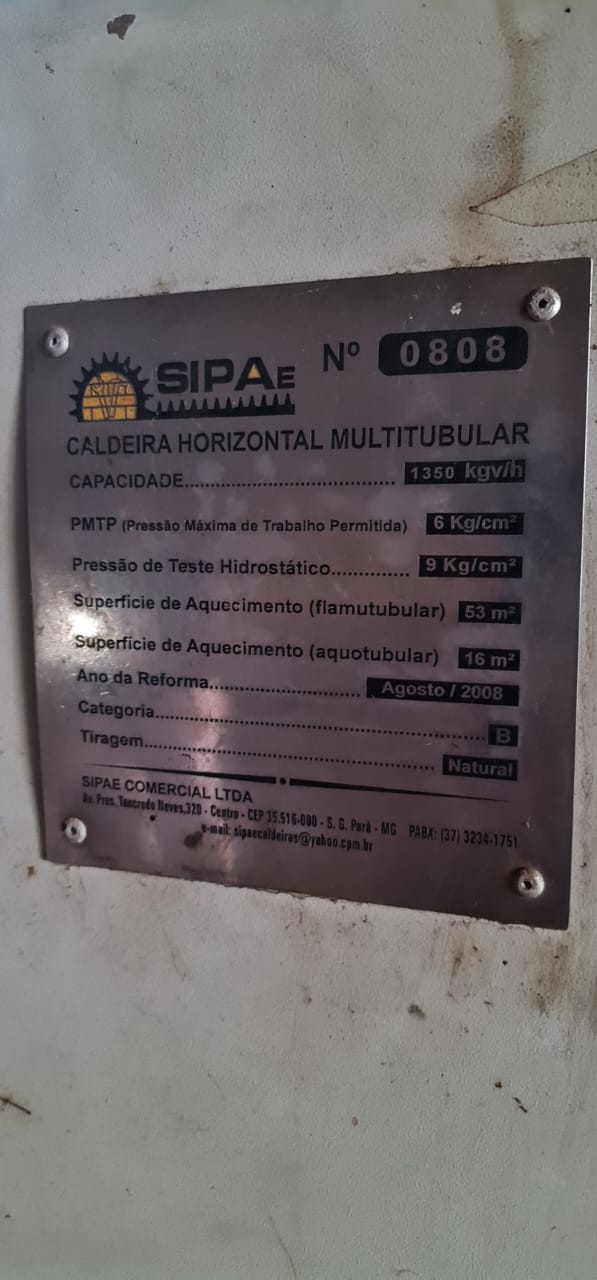 SIPAE Nº 0808
CALDEIRA HORIZONTAL MULTITUBULAR
CAPACIDADE........................................ 1350 kgv/h
PMTP (Pressão Máxima de Trabalho Permitida) 6 Kg/cm²
Pressão de Teste Hidrostático.............. 9 Kg/cm²
Superfície de Aquecimento (flamutubular) 53 m²
Superfície de Aquecimento (aquotubular) 16 m²
Ano da Reforma............................ Agosto / 2008
Categoria............................................................ B
Tiragem..................................................... Natural
SIPAE COMERCIAL LTDA
Av. Pres. Tancredo Neves,320 - Centro - CEP 35.516-000 - S. G. Pará - MG PABX: (37) 3234-1751
e-mail: sipaecaldeiras@yahoo.cpm.br